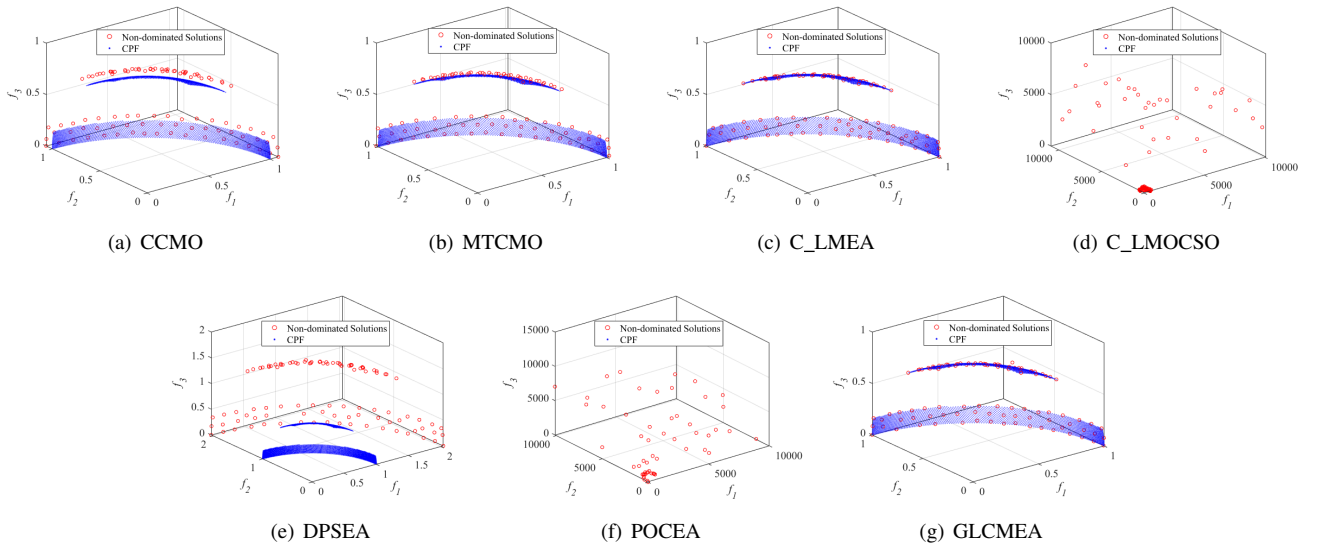 1
0.5
0
f3
Non-dominated Solutions
CPF
1
0.5
0
f2
0
0.5
1
f1
(a) CCMO
1
0.5
0
f3
Non-dominated Solutions
CPF
1
0.5
0
f2
0
0.5
1
f1
(b) MTCMO
1
0.5
0
f3
Non-dominated Solutions
CPF
1
0.5
0
f2
0
0.5
1
f1
(c) C_LMEA
10000
5000
0
f3
Non-dominated Solutions
CPF
10000
5000
0
f2
0
5000
10000
f1
(d) C_LMOCSO
2
1.5
1
0.5
0
f3
Non-dominated Solutions
CPF
2
1
0
f2
0
0.5
1
1.5
2
f1
(e) DPSEA
15000
10000
5000
0
f3
Non-dominated Solutions
CPF
10000
5000
0
f2
0
5000
10000
f1
(f) POCEA
1
0.5
0
f3
Non-dominated Solutions
CPF
1
0.5
0
f2
0
0.5
1
f1
(g) GLCMEA